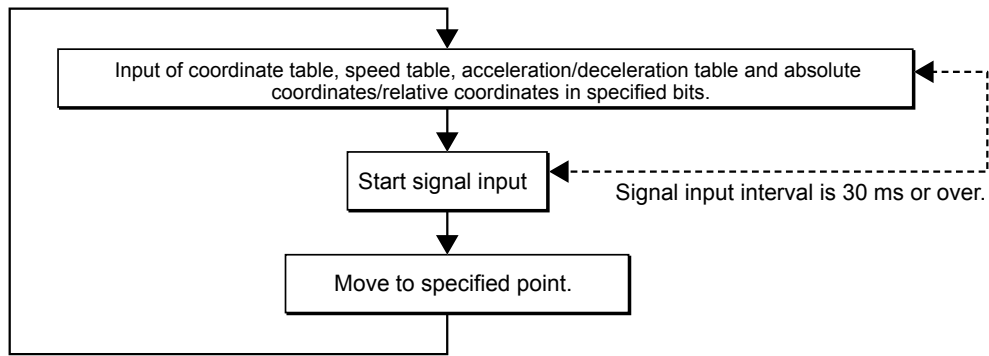 Input of coordinate table, speed table, acceleration/deceleration table and absolute
coordinates/relative coordinates in specified bits.
Start signal input
Signal input interval is 30 ms or over.
Move to specified point.